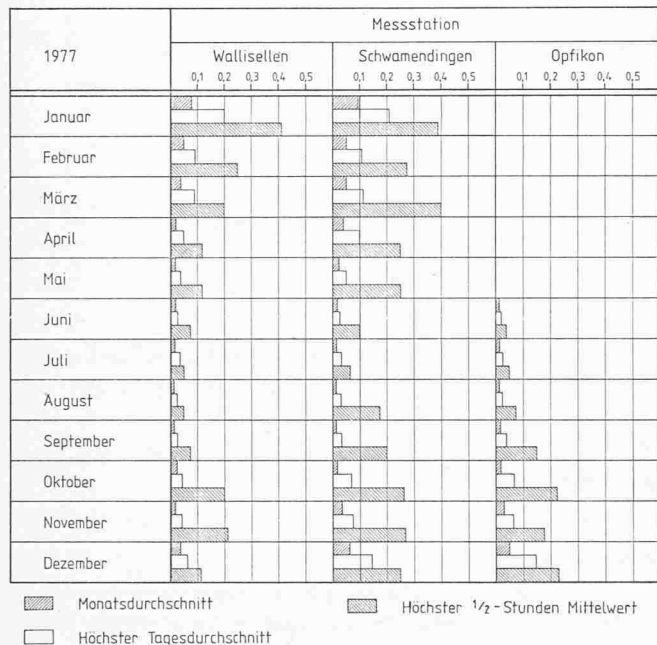 Messstation
1977
Wallisellen Schwamendingen Opfikon
0,1 0,2 0,3 0,4 0,5 0,1 0,2 0,3 0,4 0,5 0,1 0,2 0,3 0,4 0,5
Januar
Februar
März
April
Mai
Juni
Juli
August
September
Oktober
November
Dezember
Monatsdurchschnitt Höchster 1/2-Stunden Mittelwert
Höchster Tagesdurchschnitt